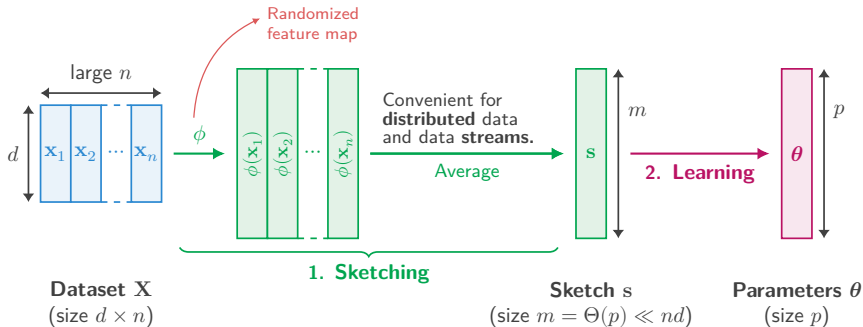 Randomized
feature map
large n
d
x₁ x₂ ··· xₙ
ϕ
ϕ(x₁) ϕ(x₂) ··· ϕ(xₙ)
Convenient for
distributed data
and data streams.
Average
s
m
2. Learning
θ
p
1. Sketching
Dataset X
(size d × n)
Sketch s
(size m = Θ(p) ≪ nd)
Parameters θ
(size p)